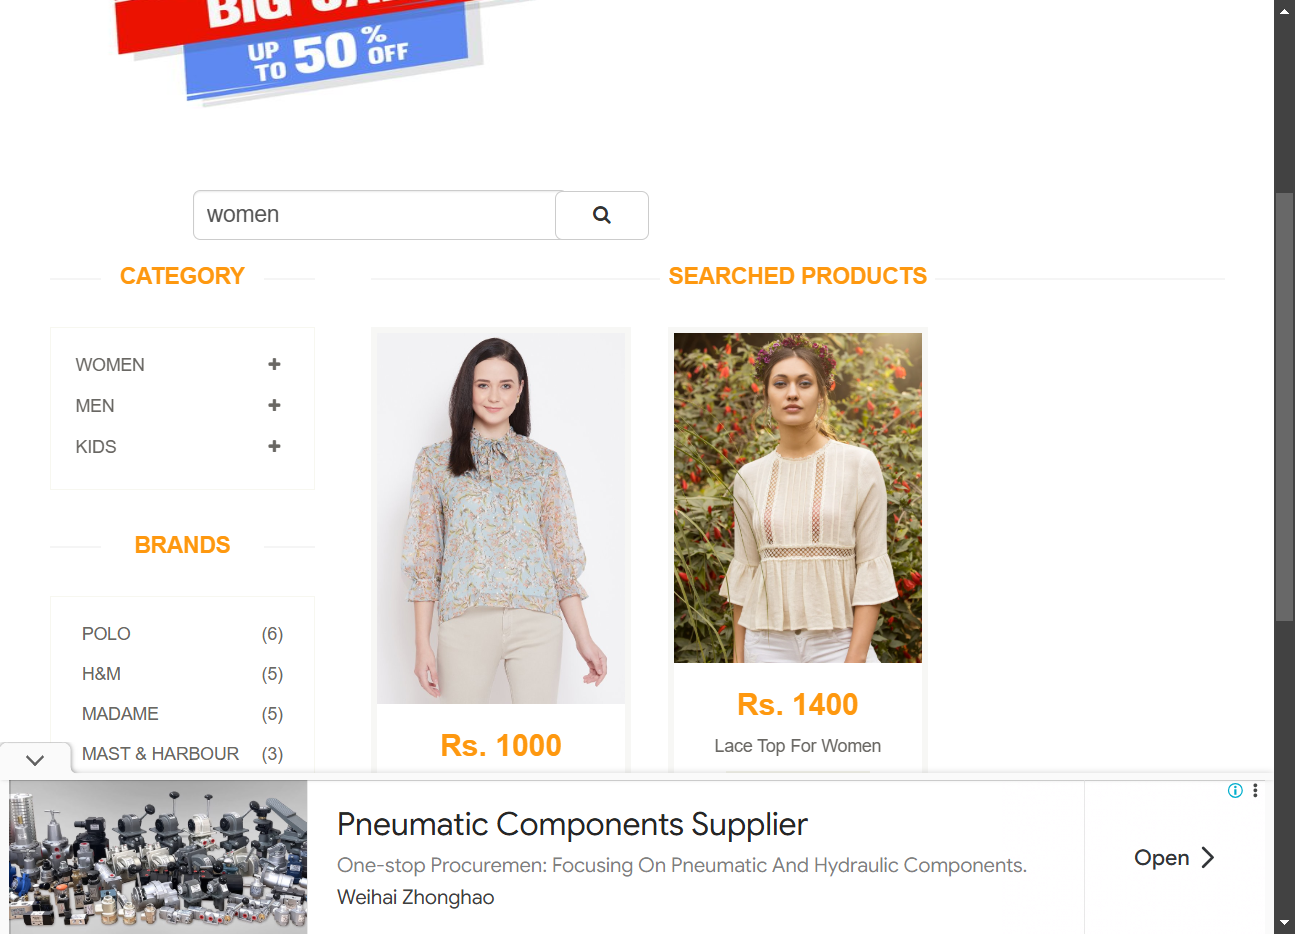 UP
TO 50% OFF
women
CATEGORY
SEARCHED PRODUCTS
WOMEN
MEN
KIDS
BRANDS
POLO (6)
H&M (5)
MADAME (5)
MAST & HARBOUR (3)
Rs. 1000
Rs. 1400
Lace Top For Women
Pneumatic Components Supplier
One-stop Procuremen: Focusing On Pneumatic And Hydraulic Components.
Weihai Zhonghao
Open